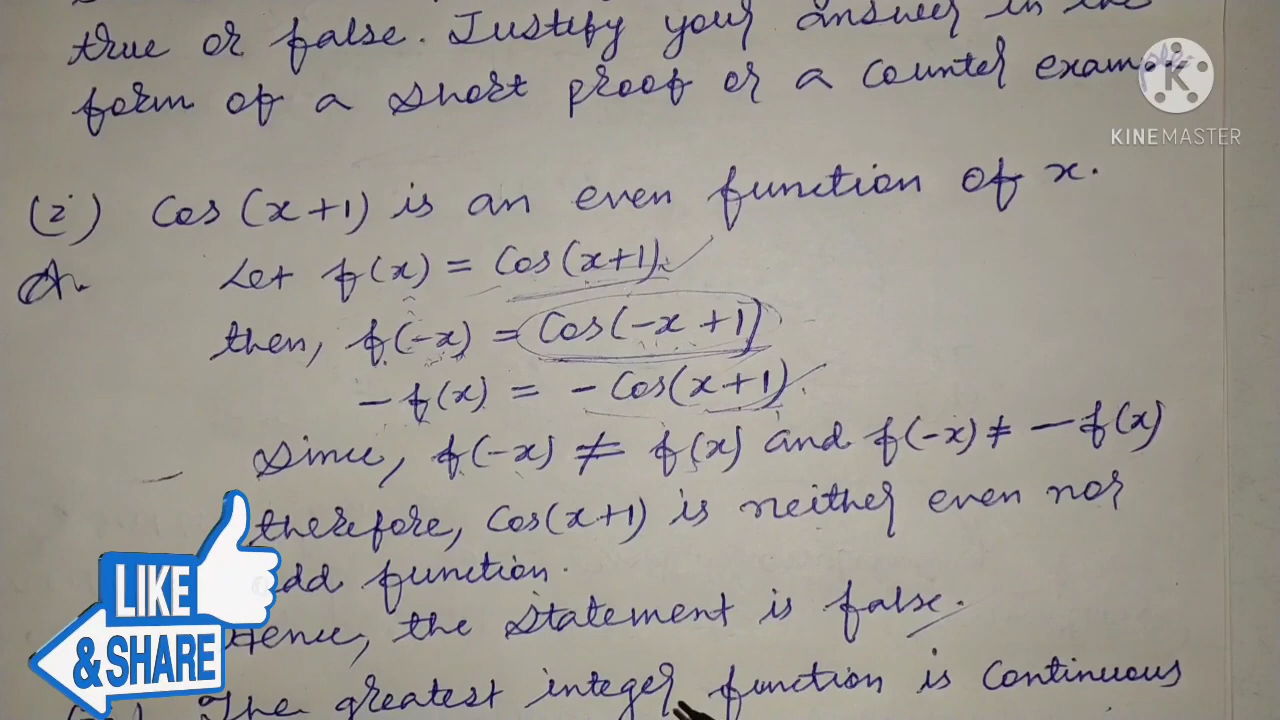 true or false. Justify your answer in the
form of a short proof or a counter example
KINEMASTER
(i) Cos(x+1) is an even function of x.
Let f(x) = Cos(x+1).
then, f(-x) = Cos(-x+1)
-f(x) = - Cos(x+1).
Since, f(-x) ≠ f(x) and f(-x) ≠ -f(x)
therefore, Cos(x+1) is neither even nor
odd function.
Hence, the statement is false.
The greatest integer function is continuous
LIKE
& SHARE